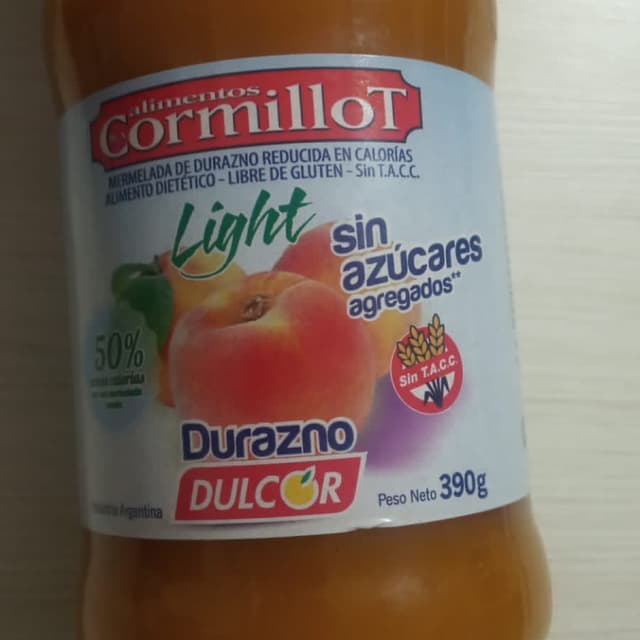 alimentos
Cormillot
MERMELADA DE DURAZNO REDUCIDA EN CALORÍAS
ALIMENTO DIETÉTICO - LIBRE DE GLUTEN - Sin T.A.C.C.
Light
sin
azúcares
agregados**
50%
calorías
Sin T.A.C.C.
Durazno
DULCOR
Industria Argentina
Peso Neto 390g